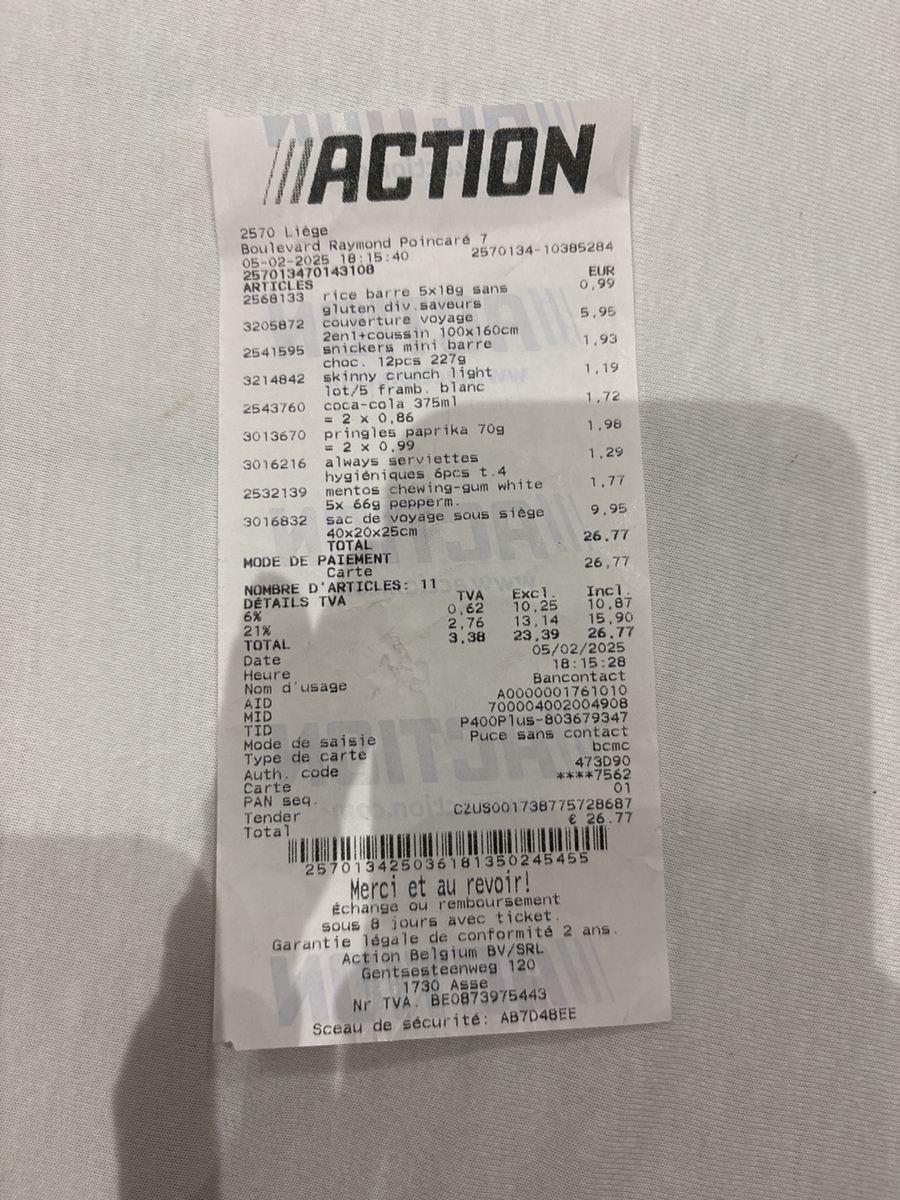 ACTION
2570 Liège
Boulevard Raymond Poincaré 7
05-02-2025 18:15:40 2570134-10385284
257013470143108
ARTICLES EUR
2568133 rice barre 5x18g sans 0,99
gluten div.saveurs
3205872 couverture voyage 5,95
2en1+coussin 100x160cm
2541595 snickers mini barre 1,93
choc. 12pcs 227g
3214842 skinny crunch light 1,19
lot/5 framb. blanc
2543760 coca-cola 375ml 1,72
= 2 x 0,86
3013670 pringles paprika 70g 1,98
= 2 x 0,99
3016216 always serviettes 1,29
hygiéniques 6pcs t.4
2532139 mentos chewing-gum white 1,77
5x 66g pepperm.
3016832 sac de voyage sous siège 9,95
40x20x25cm
TOTAL 26,77
MODE DE PAIEMENT
Carte 26,77
NOMBRE D'ARTICLES: 11
DÉTAILS TVA TVA Excl. Incl.
6% 0,62 10,25 10,87
21% 2,76 13,14 15,90
TOTAL 3,38 23,39 26,77
Date 05/02/2025
Heure 18:15:28
Nom d'usage Bancontact
AID A0000001761010
MID 700004002004908
TID P400Plus-803679347
Mode de saisie Puce sans contact
Type de carte bcmc
Auth. code 473D90
Carte ****7562
PAN seq. 01
Tender CZUS001738775728687
Total € 26.77
257013425036181350245455
Merci et au revoir!
Échange ou remboursement
sous 8 jours avec ticket.
Garantie légale de conformité 2 ans.
Action Belgium BV/SRL
Gentsesteenweg 120
1730 Asse
Nr TVA. BE0873975443
Sceau de sécurité: AB7D48EE